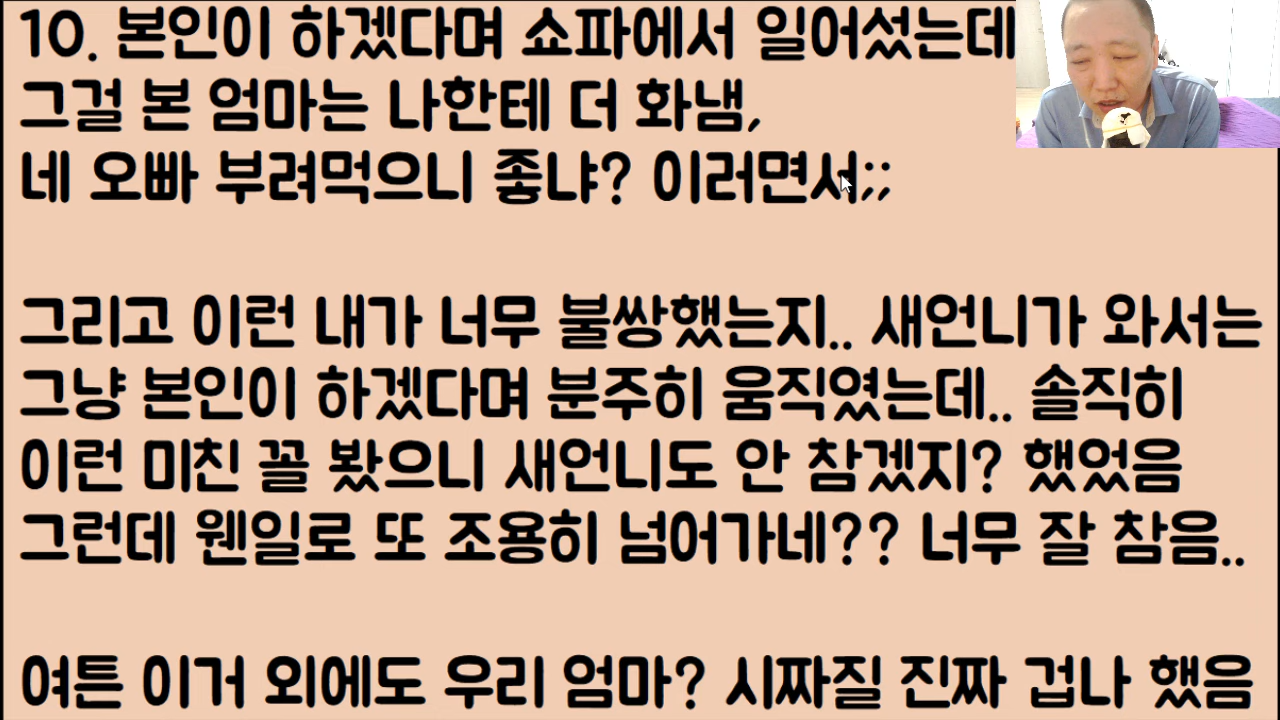 10. 본인이 하겠다며 쇼파에서 일어섰는데
그걸 본 엄마는 나한테 더 화냄,
네 오빠 부려먹으니 좋냐? 이러면서;;
그리고 이런 내가 너무 불쌍했는지.. 새언니가 와서는
그냥 본인이 하겠다며 분주히 움직였는데.. 솔직히
이런 미친 꼴 봤으니 새언니도 안 참겠지? 했었음
그런데 웬일로 또 조용히 넘어가네?? 너무 잘 참음..
여튼 이거 외에도 우리 엄마? 시짜질 진짜 겁나 했음